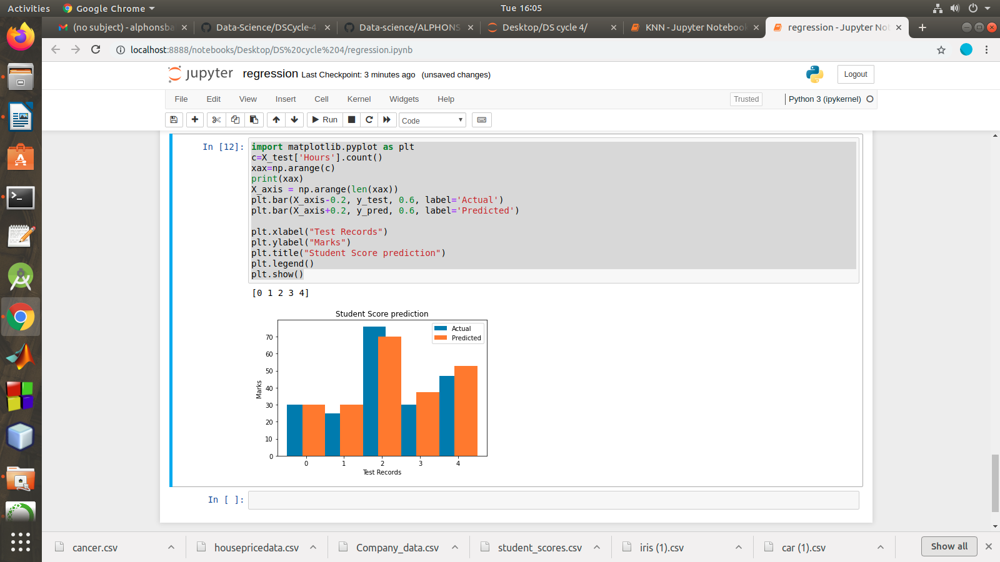 Activities
Google Chrome
Tue 16:05
(no subject) - alphonsba
Data-Science/DSCycle-4
Data-science/ALPHONS
Desktop/DS cycle 4/
KNN - Jupyter Notebook
regression - Jupyter Not
localhost:8888/notebooks/Desktop/DS%20cycle%204/regression.ipynb
jupyter regression Last Checkpoint: 3 minutes ago (unsaved changes)
Logout
File Edit View Insert Cell Kernel Widgets Help
Trusted
Python 3 (ipykernel)
Run
Code
In [12]:
import matplotlib.pyplot as plt
c=X_test['Hours'].count()
xax=np.arange(c)
print(xax)
X_axis = np.arange(len(xax))
plt.bar(X_axis-0.2, y_test, 0.6, label='Actual')
plt.bar(X_axis+0.2, y_pred, 0.6, label='Predicted')
plt.xlabel("Test Records")
plt.ylabel("Marks")
plt.title("Student Score prediction")
plt.legend()
plt.show()
[0 1 2 3 4]
Student Score prediction
Actual
Predicted
70
60
50
40
30
20
10
0
Marks
0 1 2 3 4
Test Records
In [ ]:
cancer.csv
housepricedata.csv
Company_data.csv
student_scores.csv
iris (1).csv
car (1).csv
Show all